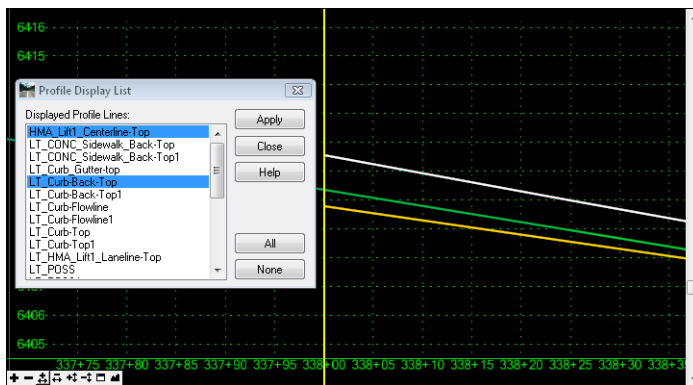 6416
6415
Profile Display List
Displayed Profile Lines:
HMA_Lift1_Centerline-Top
LT_CONC_Sidewalk_Back-Top
LT_CONC_Sidewalk_Back-Top1
LT_Curb_Gutter-top
LT_Curb-Back-Top
LT_Curb-Back-Top1
LT_Curb-Flowline
LT_Curb-Flowline1
LT_Curb-Top
LT_Curb-Top1
LT_HMA_Lift1_Laneline-Top
LT_POSS
Apply
Close
Help
All
None
6406
6405
337+75 337+80 337+85 337+90 337+95 338+00 338+05 338+10 338+15 338+20 338+25 338+30